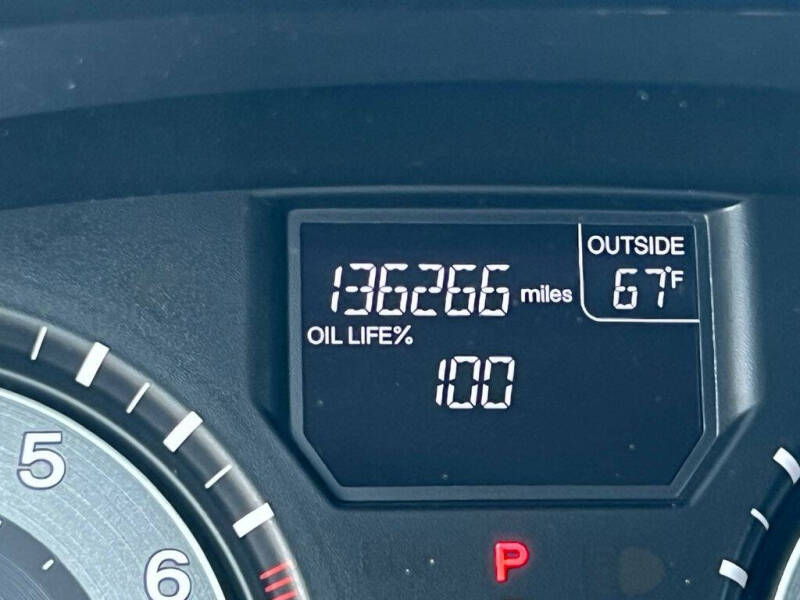 OUTSIDE
136266 miles 67°F
OIL LIFE%
100
5
6
P